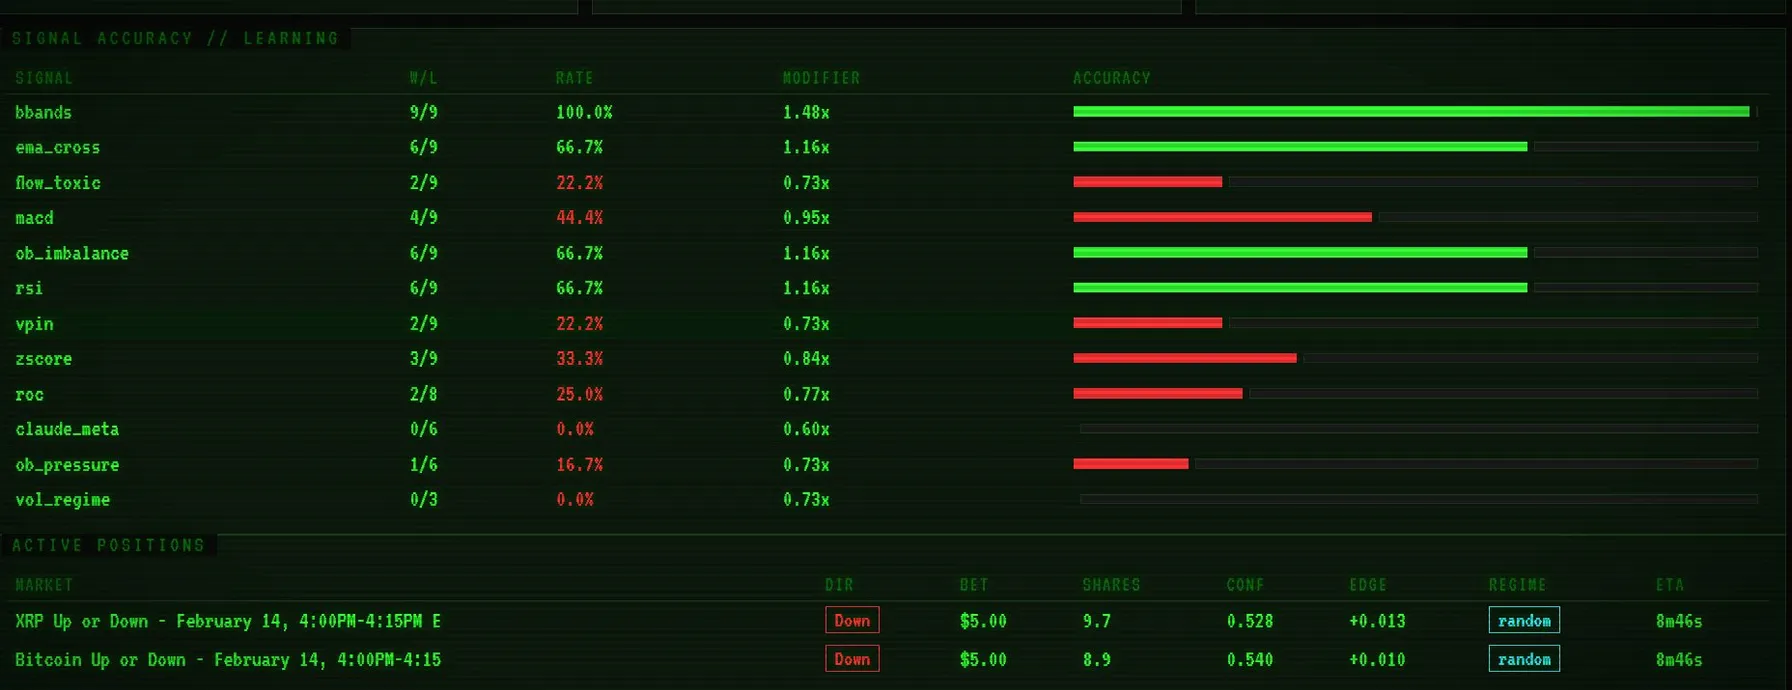 SIGNAL ACCURACY // LEARNING
SIGNAL W/L RATE MODIFIER ACCURACY
bbands 9/9 100.0% 1.48x
ema_cross 6/9 66.7% 1.16x
flow_toxic 2/9 22.2% 0.73x
macd 4/9 44.4% 0.95x
ob_imbalance 6/9 66.7% 1.16x
rsi 6/9 66.7% 1.16x
vpin 2/9 22.2% 0.73x
zscore 3/9 33.3% 0.84x
roc 2/8 25.0% 0.77x
claude_meta 0/6 0.0% 0.60x
ob_pressure 1/6 16.7% 0.73x
vol_regime 0/3 0.0% 0.73x
ACTIVE POSITIONS
MARKET DIR BET SHARES CONF EDGE REGIME ETA
XRP Up or Down - February 14, 4:00PM-4:15PM E Down $5.00 9.7 0.528 +0.013 random 8m46s
Bitcoin Up or Down - February 14, 4:00PM-4:15 Down $5.00 8.9 0.540 +0.010 random 8m46s